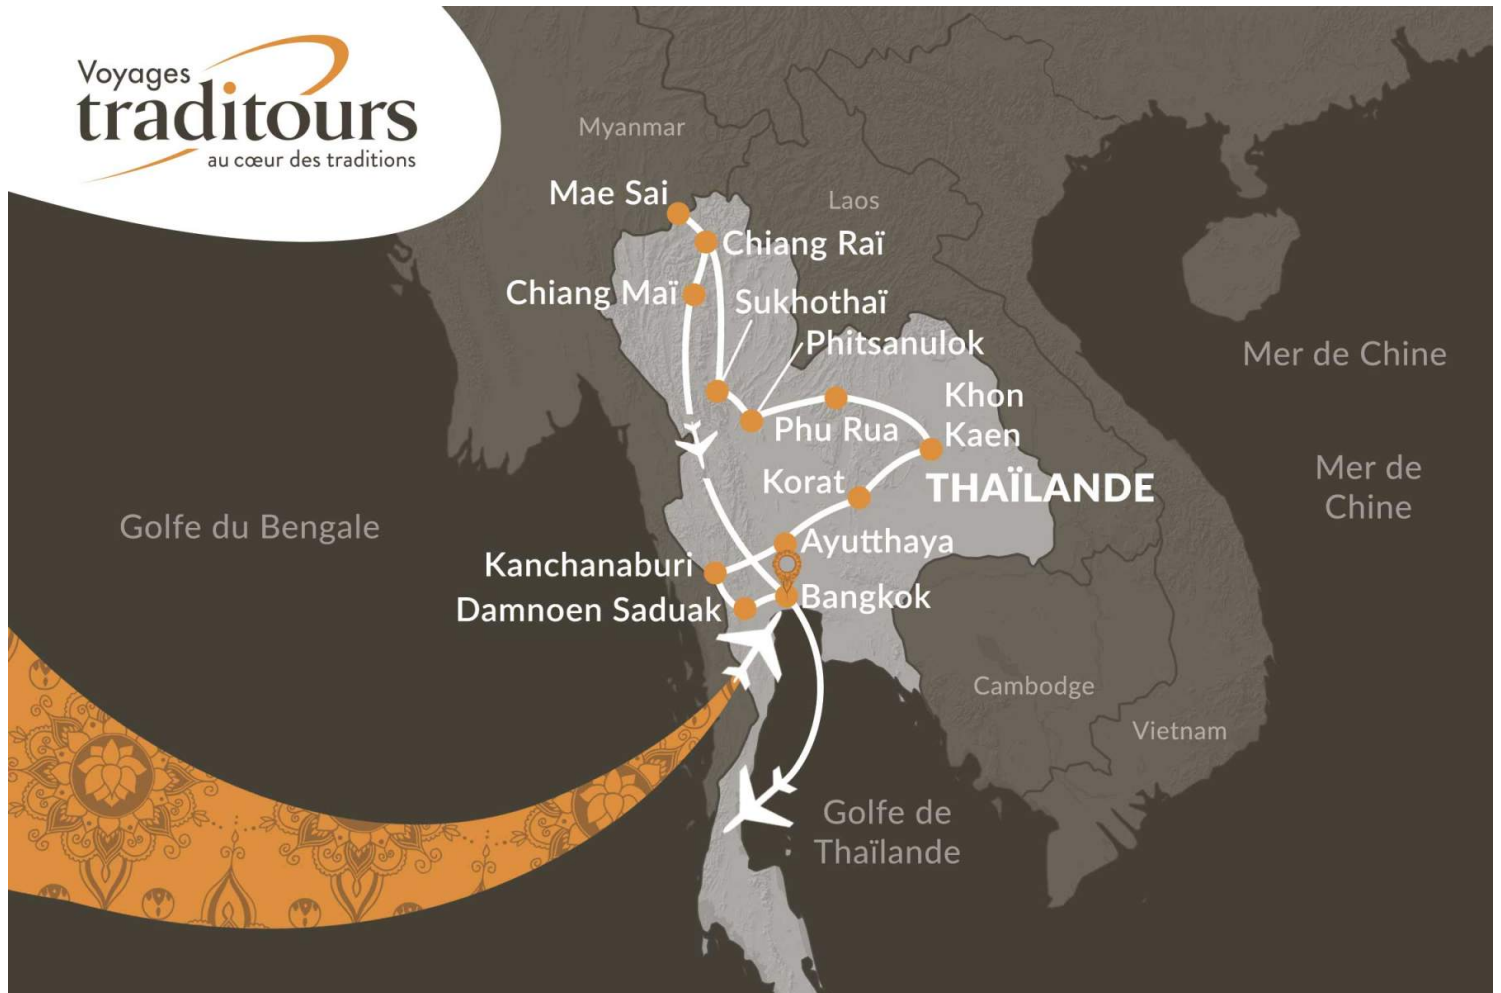 Voyages
traditours
au cœur des traditions
Myanmar
Mae Sai
Laos
Chiang Raï
Chiang Maï
Sukhothaï
Phitsanulok
Mer de Chine
Khon
Kaen
Phu Rua
Korat
THAÏLANDE
Mer de
Chine
Golfe du Bengale
Ayutthaya
Kanchanaburi
Bangkok
Damnoen Saduak
Cambodge
Vietnam
Golfe de
Thaïlande